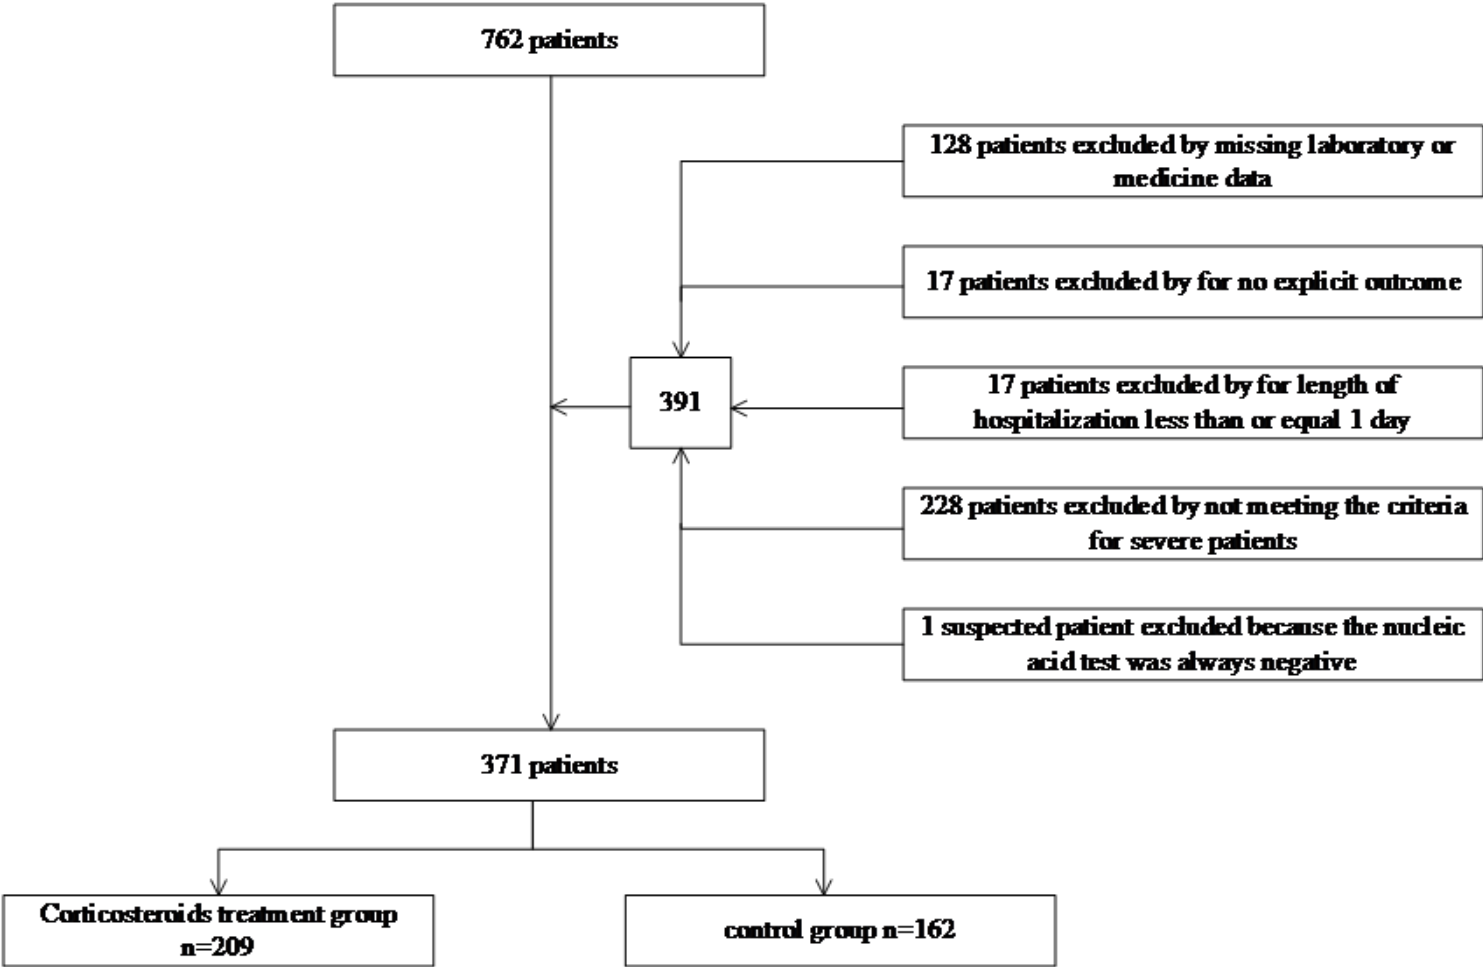 762 patients
128 patients excluded by missing laboratory or
medicine data
17 patients excluded by for no explicit outcome
391
17 patients excluded by for length of
hospitalization less than or equal 1 day
228 patients excluded by not meeting the criteria
for severe patients
1 suspected patient excluded because the nucleic
acid test was always negative
371 patients
Corticosteroids treatment group
n=209
control group n=162